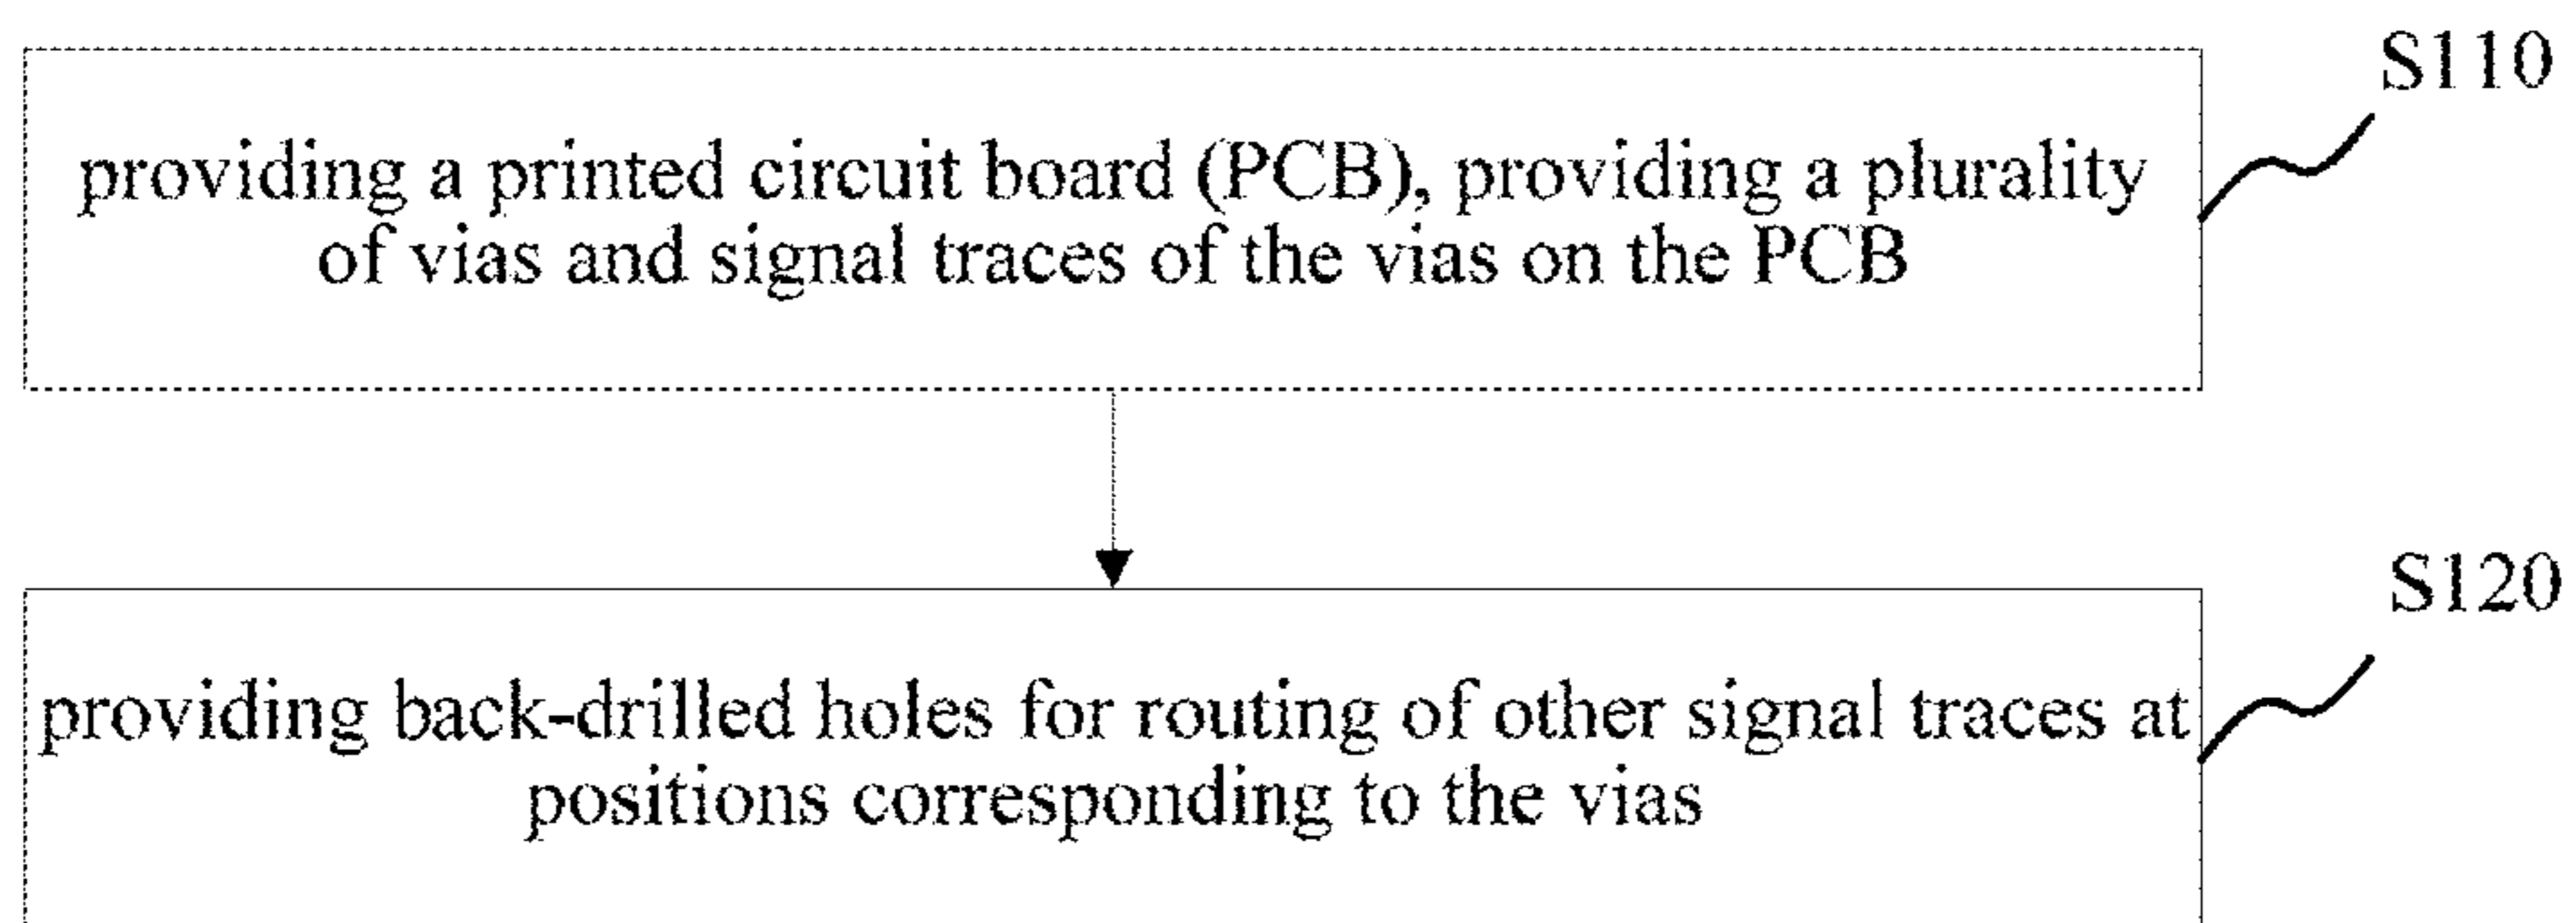 S110
providing a printed circuit board (PCB), providing a plurality
of vias and signal traces of the vias on the PCB
S120
providing back-drilled holes for routing of other signal traces at
positions corresponding to the vias